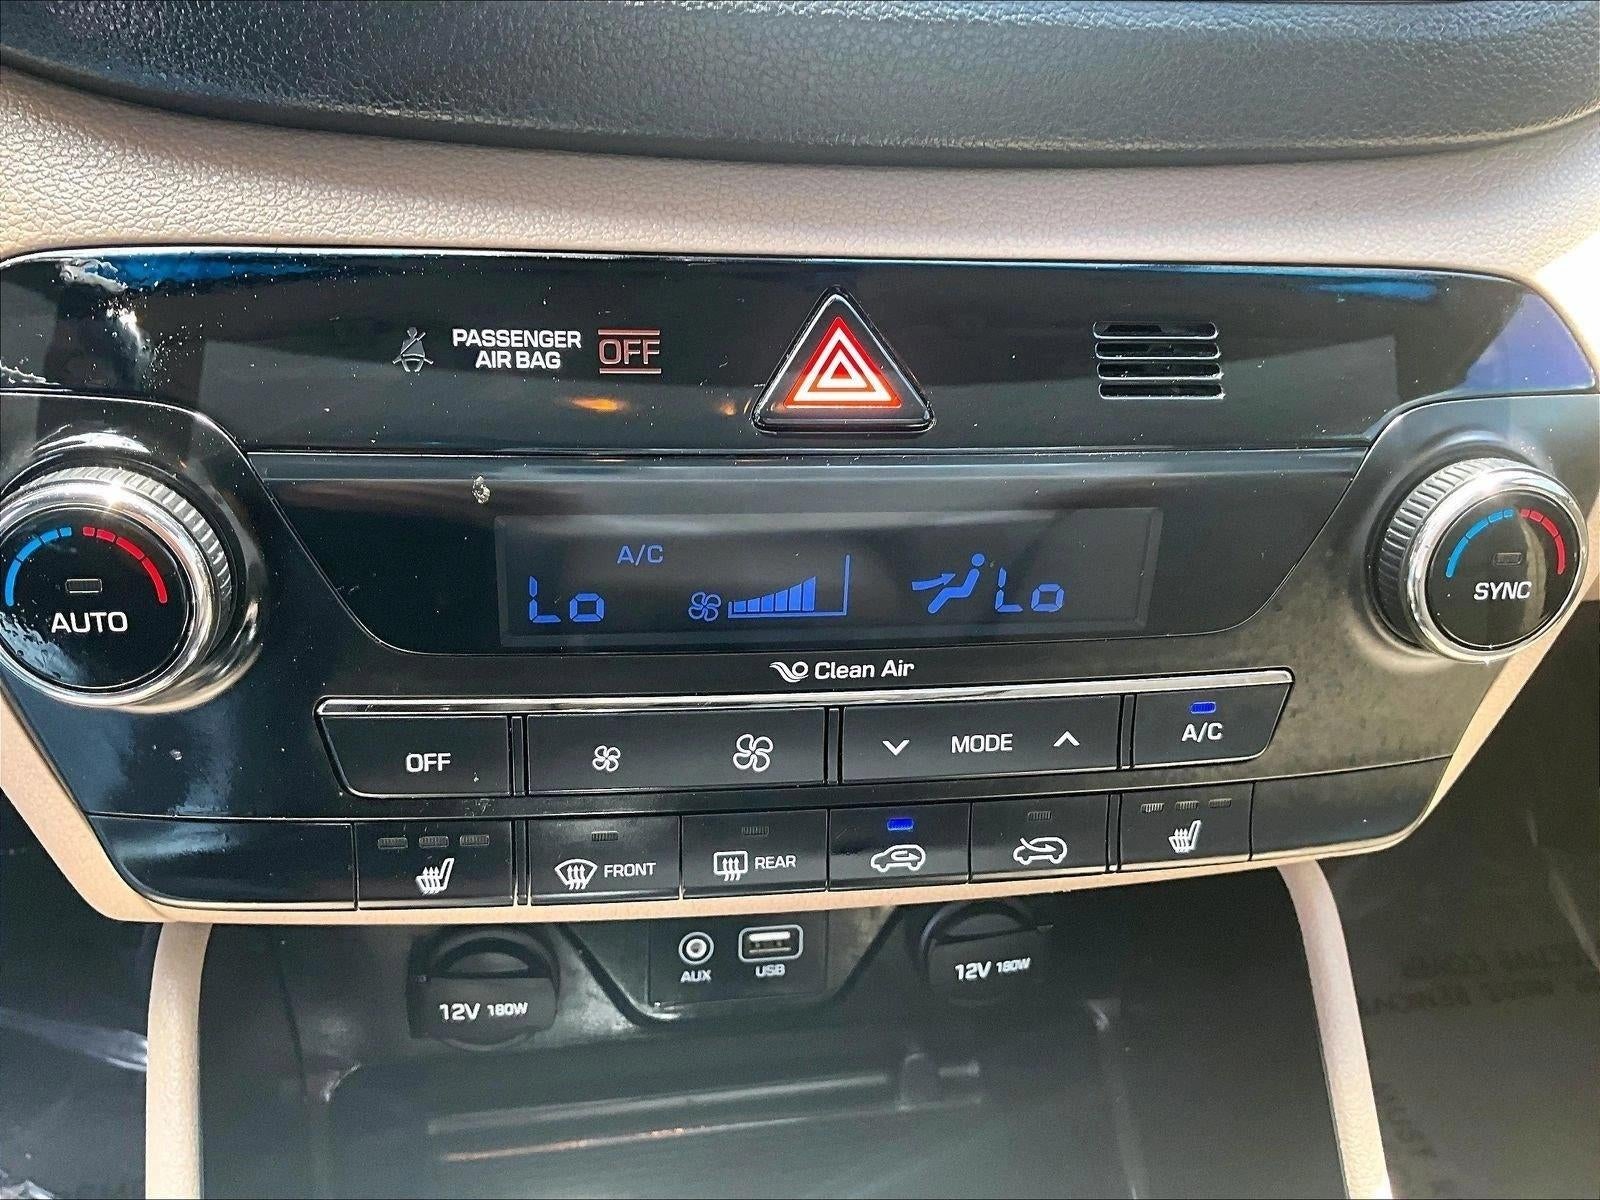 PASSENGER
AIR BAG
OFF
A/C
Lo
Lo
AUTO
SYNC
Clean Air
OFF
MODE
A/C
FRONT
REAR
AUX
USB
12V 180W
12V 180W